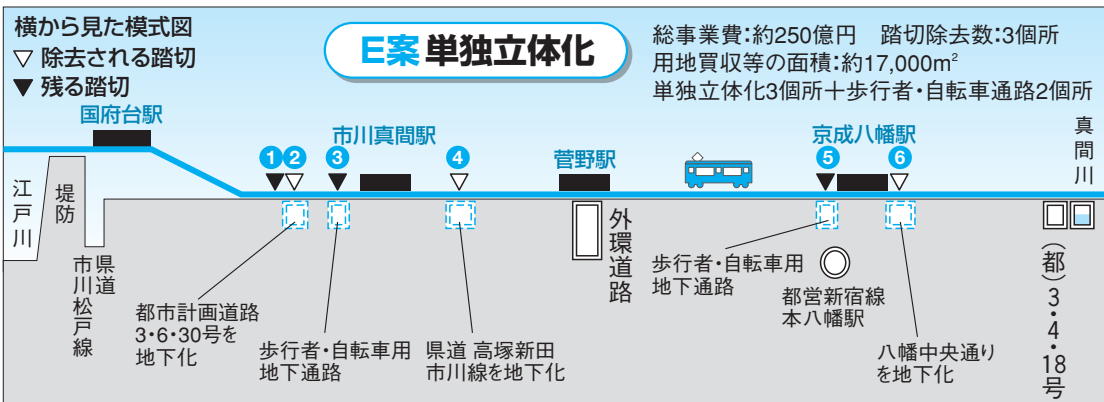 横から見た模式図
▽ 除去される踏切
▼ 残る踏切
E案 単独立体化
総事業費:約250億円 踏切除去数:3個所
用地買収等の面積:約17,000m²
単独立体化3個所+歩行者・自転車通路2個所
国府台駅
市川真間駅
菅野駅
京成八幡駅
真間川
1
2
3
4
5
6
江戸川
堤防
県道
市川松戸線
都市計画道路
3・6・30号を
地下化
歩行者・自転車用
地下通路
県道 高塚新田
市川線を地下化
外環道路
歩行者・自転車用
地下通路
都営新宿線
本八幡駅
八幡中央通り
を地下化
(都)3・4・18号